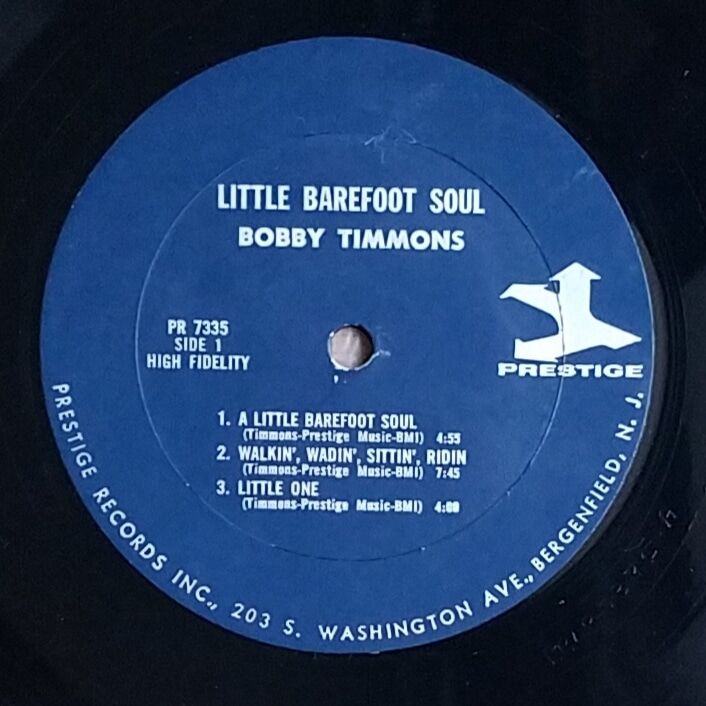 LITTLE BAREFOOT SOUL
BOBBY TIMMONS
PR 7335
SIDE 1
HIGH FIDELITY
PRESTIGE
1. A LITTLE BAREFOOT SOUL
(Timmons-Prestige Music-BMI) 4:55
2. WALKIN', WADIN', SITTIN', RIDIN
(Timmons-Prestige Music-BMI) 7:45
3. LITTLE ONE
(Timmons-Prestige Music-BMI)
PRESTIGE RECORDS INC., 203 S. WASHINGTON AVE., BERGENFIELD, N. J.